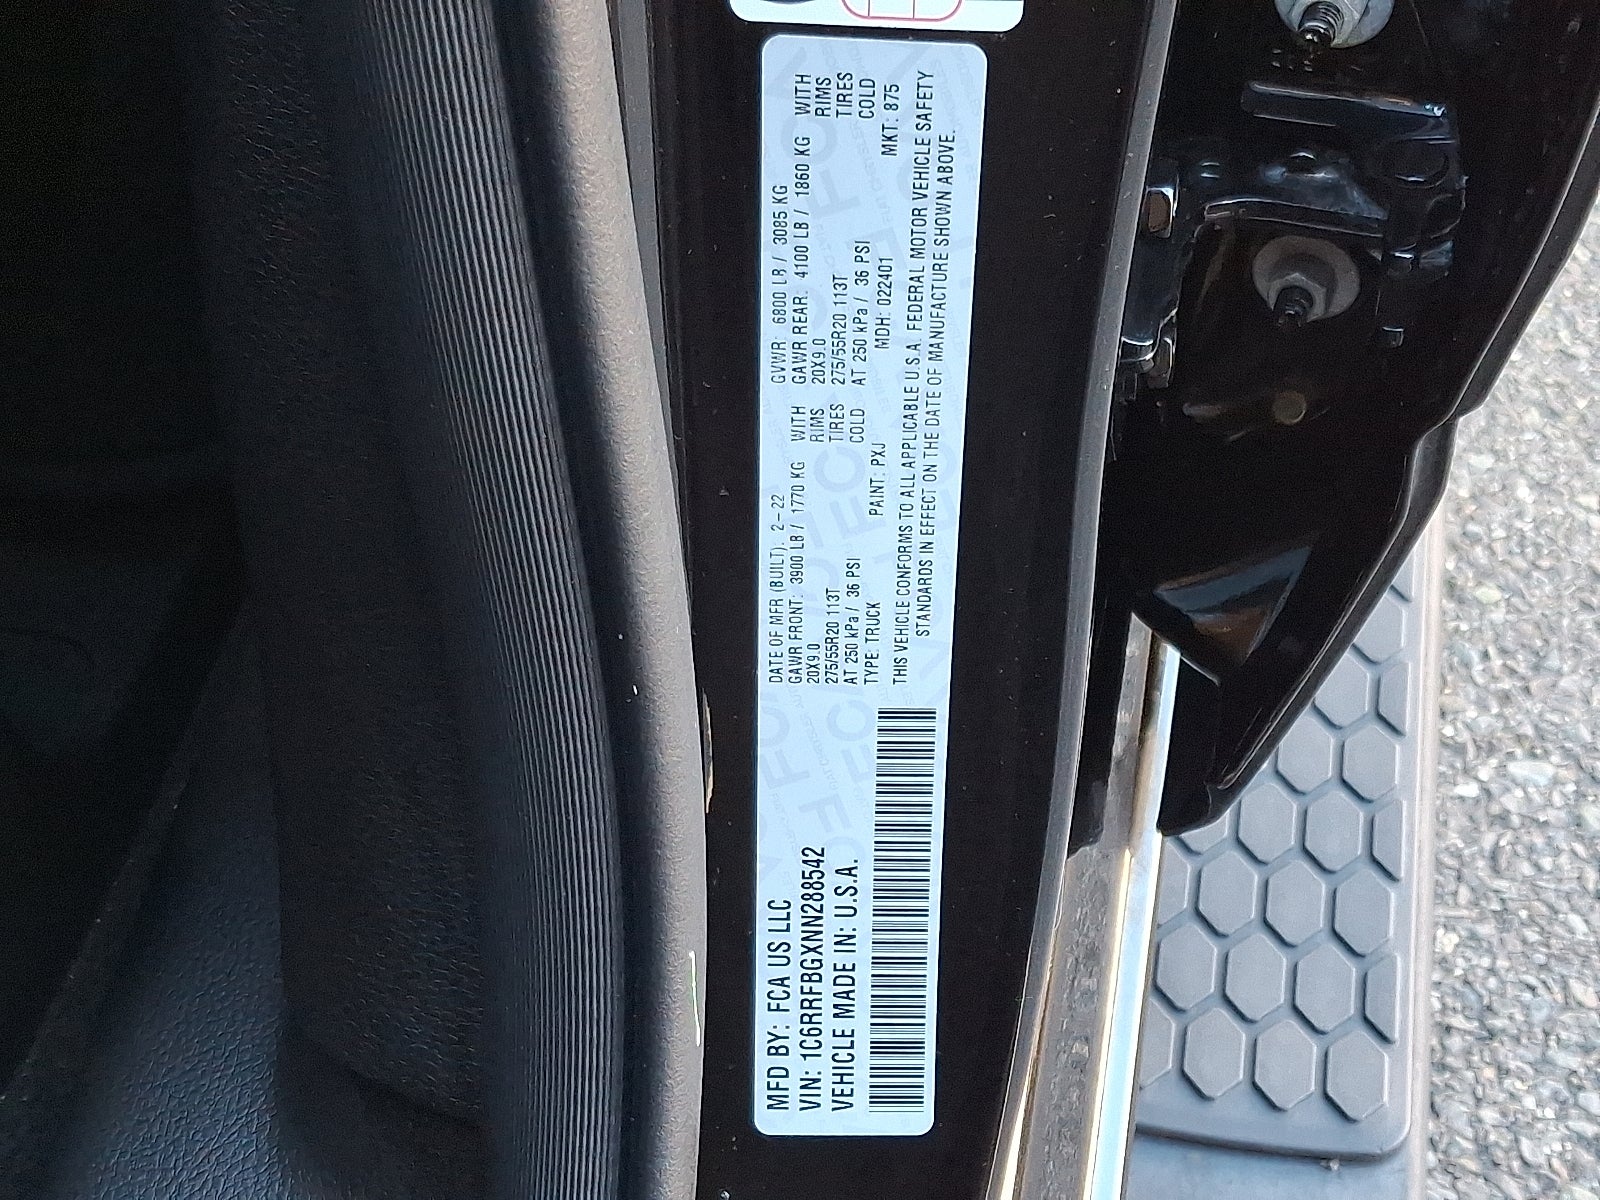 MFD BY: FCA US LLC
VIN: 1C6RRFBGXNN288542
VEHICLE MADE IN: U.S.A.
DATE OF MFR (BUILT): 2-22 GVWR: 6800 LB / 3085 KG
GAWR FRONT: 3900 LB / 1770 KG WITH GAWR REAR: 4100 LB / 1860 KG WITH
20X9.0 RIMS 20X9.0 RIMS
275/55R20 113T TIRES 275/55R20 113T TIRES
AT 250 kPa / 36 PSI COLD AT 250 kPa / 36 PSI COLD
TYPE: TRUCK PAINT: PXJ MDH: 022401 MKT: 875
THIS VEHICLE CONFORMS TO ALL APPLICABLE U.S.A. FEDERAL MOTOR VEHICLE SAFETY
STANDARDS IN EFFECT ON THE DATE OF MANUFACTURE SHOWN ABOVE.